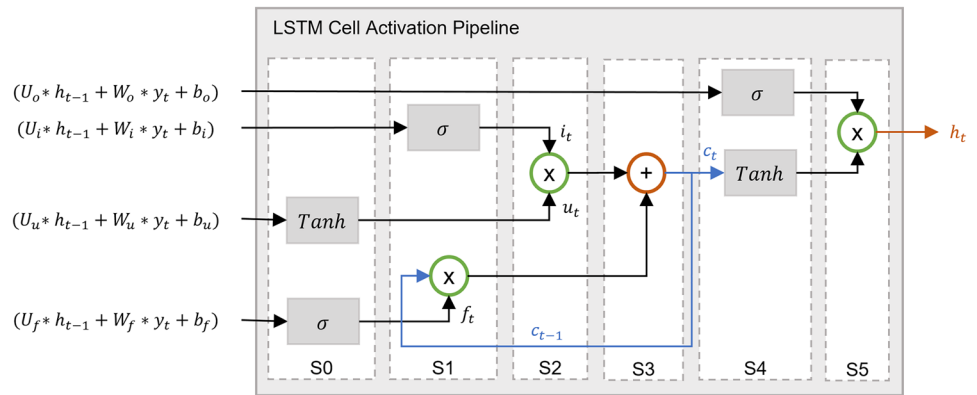 LSTM Cell Activation Pipeline
(U_o * h_{t-1} + W_o * y_t + b_o)
σ
(U_i * h_{t-1} + W_i * y_t + b_i)
σ
i_t
x
h_t
c_t
x
+
Tanh
u_t
(U_u * h_{t-1} + W_u * y_t + b_u)
Tanh
x
f_t
(U_f * h_{t-1} + W_f * y_t + b_f)
σ
c_{t-1}
S0 S1 S2 S3 S4 S5